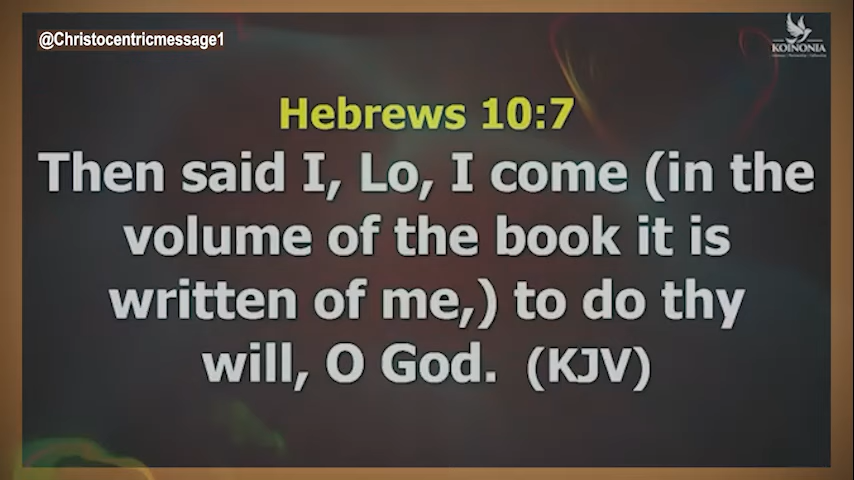 @Christocentricmessage1
KOINONIA
Hebrews 10:7
Then said I, Lo, I come (in the
volume of the book it is
written of me,) to do thy
will, O God. (KJV)